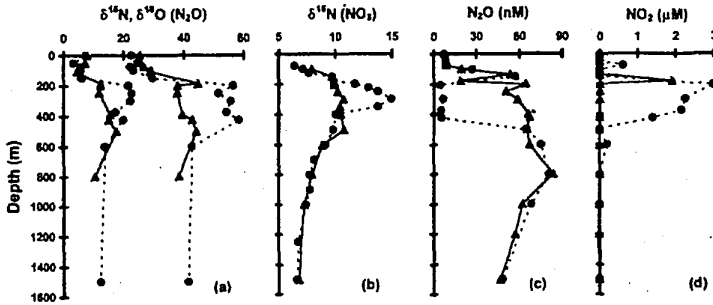 δ¹⁵N, δ¹⁸O (N₂O)
δ¹⁵N (NO₃)
N₂O (nM)
NO₂ (μM)
0 20 40 60
5 10 15
0 30 60 90
0 1 2 3
Depth (m)
0
200
400
600
800
1000
1200
1400
1600
(a)
(b)
(c)
(d)